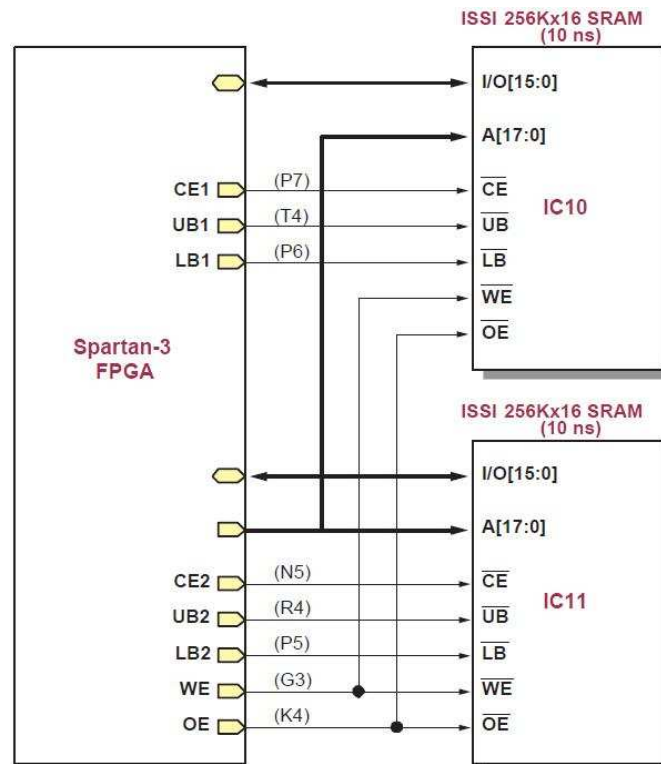 ISSI 256Kx16 SRAM
(10 ns)
I/O[15:0]
A[17:0]
CE1 (P7) CE
UB1 (T4) UB
LB1 (P6) LB
WE
OE
IC10
Spartan-3
FPGA
ISSI 256Kx16 SRAM
(10 ns)
I/O[15:0]
A[17:0]
CE2 (N5) CE
UB2 (R4) UB
LB2 (P5) LB
WE (G3) WE
OE (K4) OE
IC11